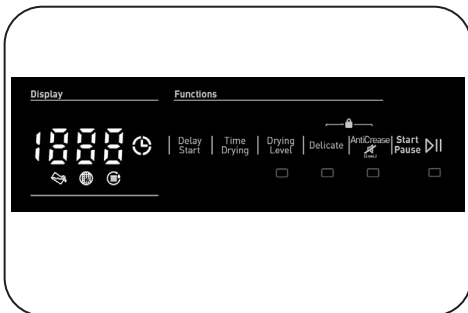 Display
Functions
1888
Delay
Start
Time
Drying
Drying
Level
Delicate
AntiCrease
Start
Pause